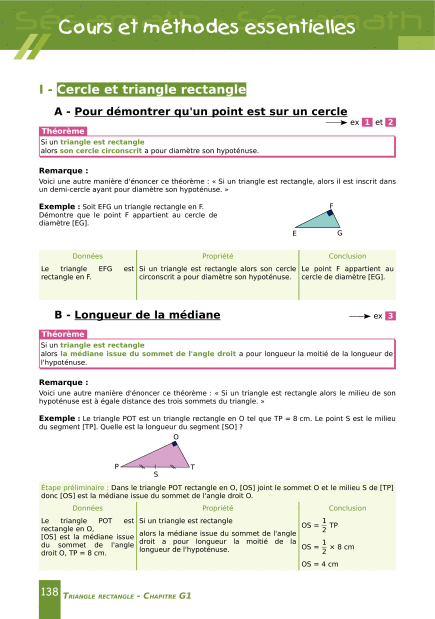 Sésamath Sésamath
Cours et méthodes essentielles
I - Cercle et triangle rectangle
A - Pour démontrer qu'un point est sur un cercle
ex 1 et 2
Théorème
Si un triangle est rectangle
alors son cercle circonscrit a pour diamètre son hypoténuse.
Remarque :
Voici une autre manière d'énoncer ce théorème : « Si un triangle est rectangle, alors il est inscrit dans
un demi-cercle ayant pour diamètre son hypoténuse. »
Exemple : Soit EFG un triangle rectangle en F.
Démontre que le point F appartient au cercle de
diamètre [EG].
F
E G
Données Propriété Conclusion
Le triangle EFG est Si un triangle est rectangle alors son cercle Le point F appartient au
rectangle en F. circonscrit a pour diamètre son hypoténuse. cercle de diamètre [EG].
B - Longueur de la médiane
ex 3
Théorème
Si un triangle est rectangle
alors la médiane issue du sommet de l'angle droit a pour longueur la moitié de la longueur de
l'hypoténuse.
Remarque :
Voici une autre manière d'énoncer ce théorème : « Si un triangle est rectangle alors le milieu de son
hypoténuse est à égale distance des trois sommets du triangle. »
Exemple : Le triangle POT est un triangle rectangle en O tel que TP = 8 cm. Le point S est le milieu
du segment [TP]. Quelle est la longueur du segment [SO] ?
O
P T
S
Étape préliminaire : Dans le triangle POT rectangle en O, [OS] joint le sommet O et le milieu S de [TP]
donc [OS] est la médiane issue du sommet de l'angle droit O.
Données Propriété Conclusion
Le triangle POT est
rectangle en O,
[OS] est la médiane issue
du sommet de l'angle
droit O, TP = 8 cm.
Si un triangle est rectangle
alors la médiane issue du sommet de l'angle
droit a pour longueur la moitié de la
longueur de l'hypoténuse.
OS = 1/2 TP
OS = 1/2 × 8 cm
OS = 4 cm
138 Triangle rectangle - Chapitre G1